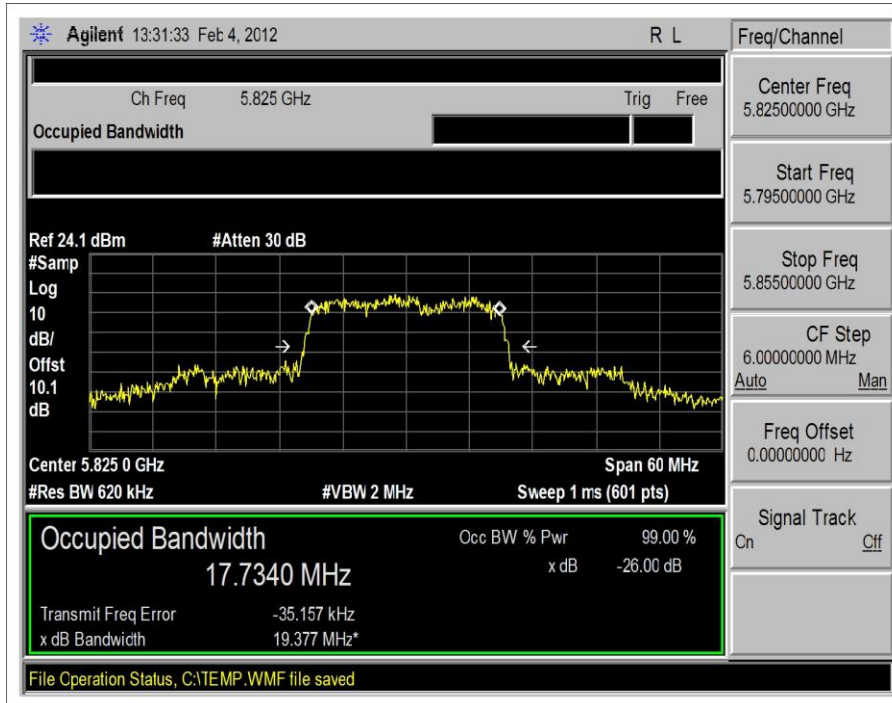 Agilent 13:31:33 Feb 4, 2012 R L
Ch Freq 5.825 GHz Trig Free
Occupied Bandwidth
Ref 24.1 dBm #Atten 30 dB
#Samp
Log
10
dB/
Offst
10.1
dB
Center 5.825 0 GHz Span 60 MHz
#Res BW 620 kHz #VBW 2 MHz Sweep 1 ms (601 pts)
Occupied Bandwidth Occ BW % Pwr 99.00 %
17.7340 MHz x dB -26.00 dB
Transmit Freq Error -35.157 kHz
x dB Bandwidth 19.377 MHz*
File Operation Status, C:\TEMP.WMF file saved
Freq/Channel
Center Freq
5.82500000 GHz
Start Freq
5.79500000 GHz
Stop Freq
5.85500000 GHz
CF Step
6.00000000 MHz
Auto Man
Freq Offset
0.00000000 Hz
Signal Track
On Off